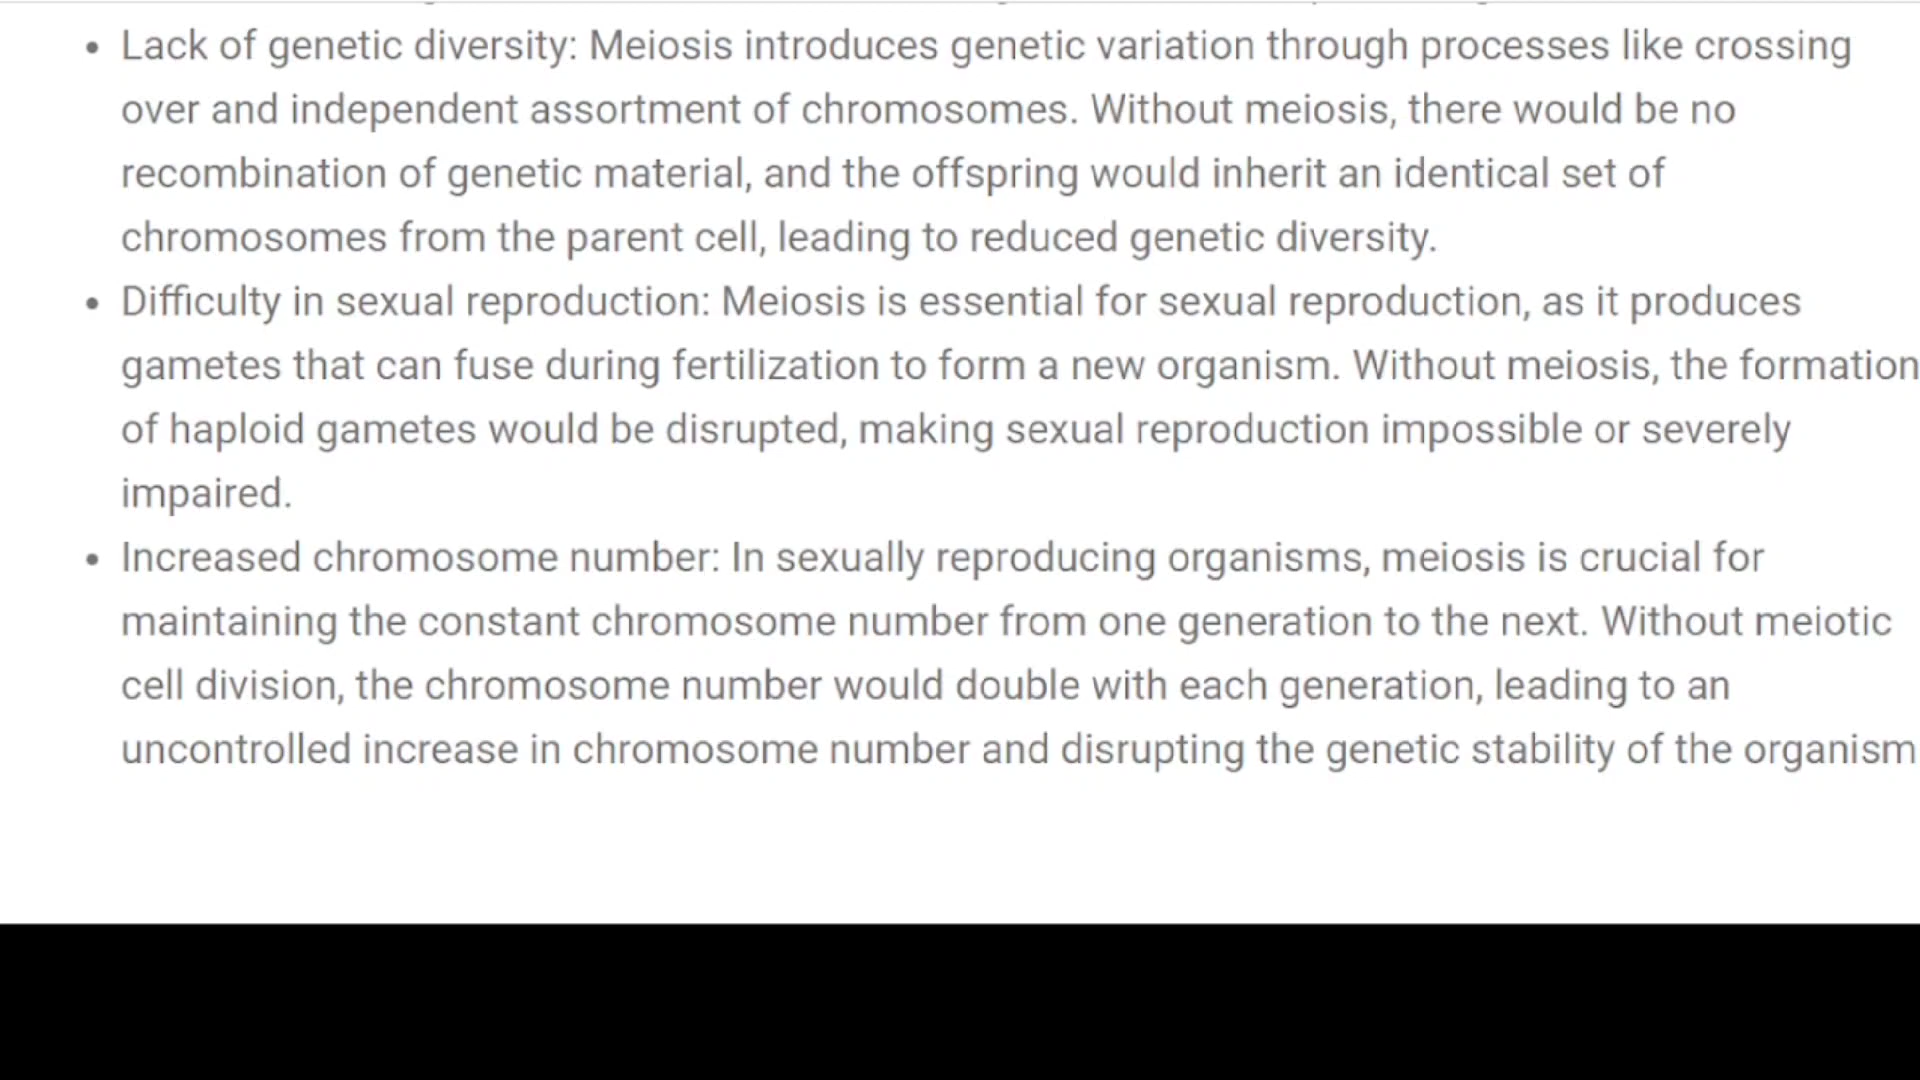 • Lack of genetic diversity: Meiosis introduces genetic variation through processes like crossing
over and independent assortment of chromosomes. Without meiosis, there would be no
recombination of genetic material, and the offspring would inherit an identical set of
chromosomes from the parent cell, leading to reduced genetic diversity.
• Difficulty in sexual reproduction: Meiosis is essential for sexual reproduction, as it produces
gametes that can fuse during fertilization to form a new organism. Without meiosis, the formation
of haploid gametes would be disrupted, making sexual reproduction impossible or severely
impaired.
• Increased chromosome number: In sexually reproducing organisms, meiosis is crucial for
maintaining the constant chromosome number from one generation to the next. Without meiotic
cell division, the chromosome number would double with each generation, leading to an
uncontrolled increase in chromosome number and disrupting the genetic stability of the organism